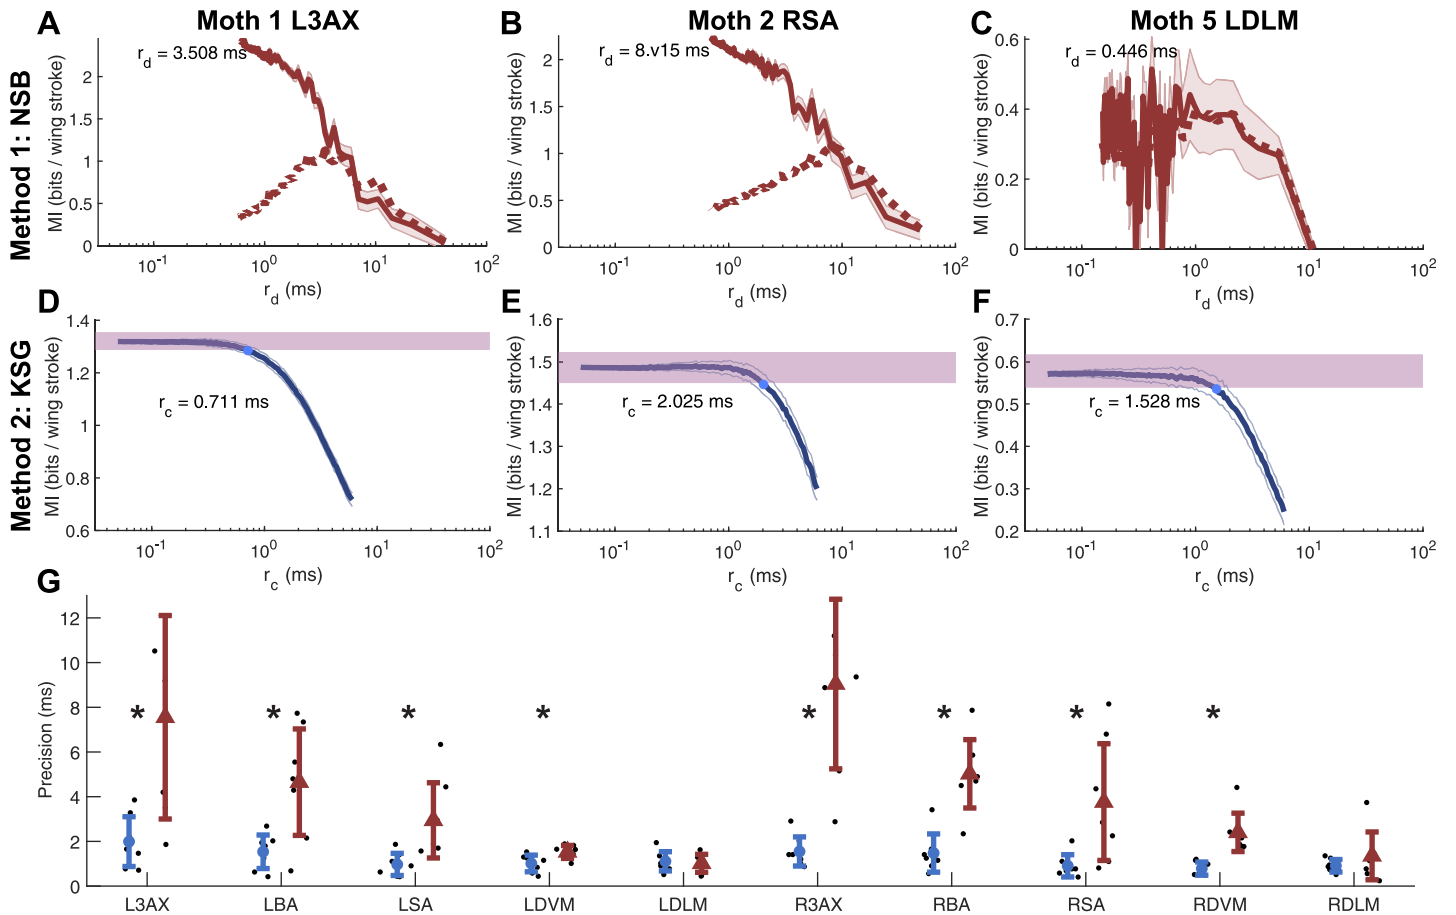 A
Moth 1 L3AX
B
Moth 2 RSA
C
Moth 5 LDLM
Method 1: NSB
MI (bits / wing stroke)
2
1.5
1
0.5
0
r_d = 3.508 ms
10^-1
10^0
10^1
10^2
r_d (ms)
MI (bits / wing stroke)
2
1.5
1
0.5
0
r_d = 8.v15 ms
10^-1
10^0
10^1
10^2
r_d (ms)
MI (bits / wing stroke)
0.6
0.4
0.2
0
r_d = 0.446 ms
10^-1
10^0
10^1
10^2
r_d (ms)
Method 2: KSG
D
MI (bits / wing stroke)
1.4
1.2
1
0.8
0.6
r_c = 0.711 ms
10^-1
10^0
10^1
10^2
r_c (ms)
E
MI (bits / wing stroke)
1.6
1.5
1.4
1.3
1.2
1.1
r_c = 2.025 ms
10^-1
10^0
10^1
10^2
r_c (ms)
F
MI (bits / wing stroke)
0.7
0.6
0.5
0.4
0.3
0.2
r_c = 1.528 ms
10^-1
10^0
10^1
10^2
r_c (ms)
G
Precision (ms)
12
10
8
6
4
2
0
* * * * * * * *
L3AX LBA LSA LDVM LDLM R3AX RBA RSA RDVM RDLM